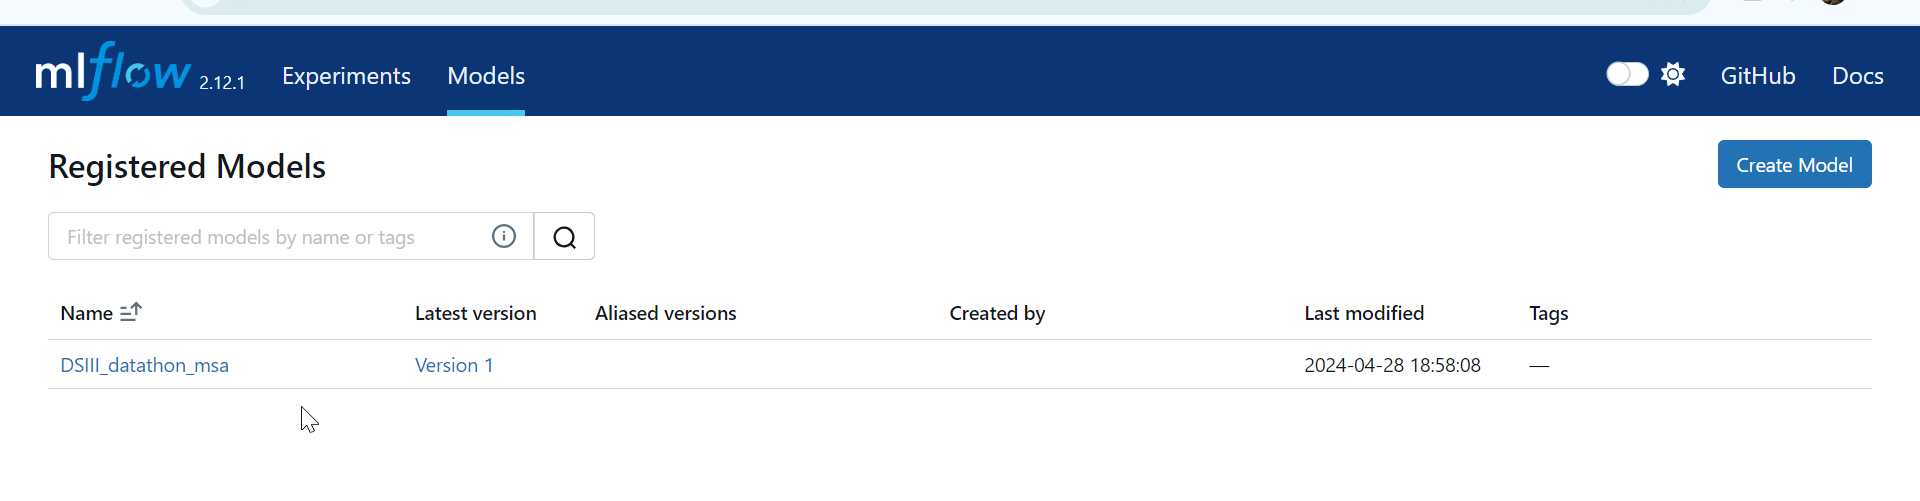 mlflow 2.12.1 Experiments Models GitHub Docs
Registered Models Create Model
Filter registered models by name or tags
Name Latest version Aliased versions Created by Last modified Tags
DSIII_datathon_msa Version 1 2024-04-28 18:58:08 —